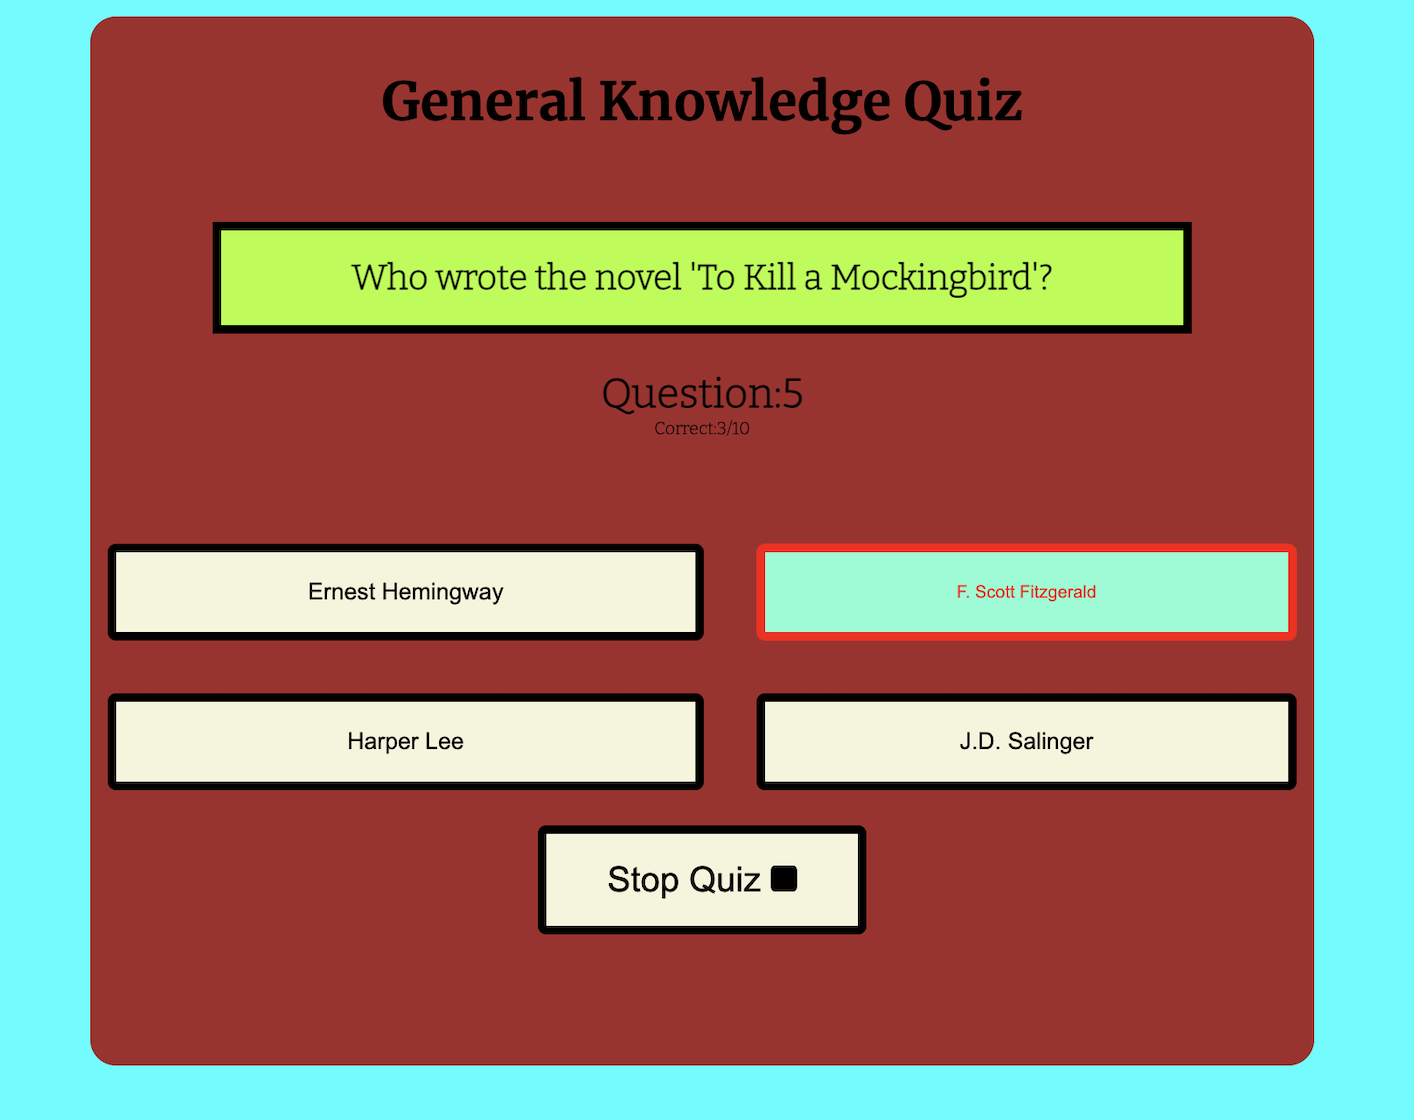 General Knowledge Quiz
Who wrote the novel 'To Kill a Mockingbird'?
Question:5
Correct:3/10
Ernest Hemingway
F. Scott Fitzgerald
Harper Lee
J.D. Salinger
Stop Quiz